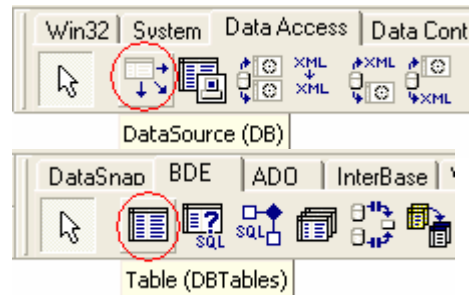 Win32 System Data Access Data Cont
XML XML
XML XML
DataSource (DB)
DataSnap BDE ADO InterBase
? SQL SQL
Table (DBTables)